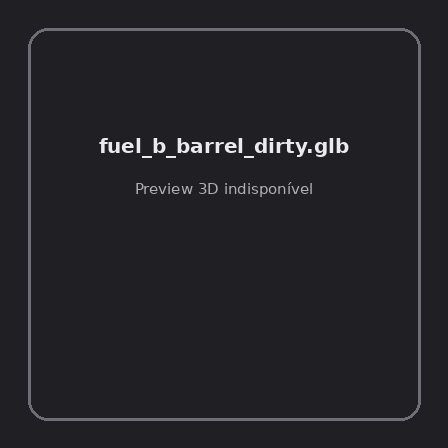 fuel_b_barrel_dirty.glb
Preview 3D indisponível